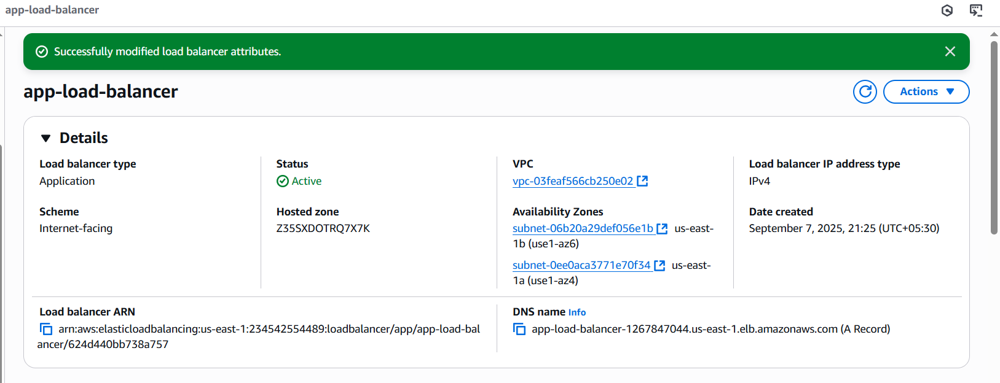 app-load-balancer
Successfully modified load balancer attributes.
app-load-balancer
Actions
Details
Load balancer type
Application
Status
Active
VPC
vpc-03feaf566cb250e02
Load balancer IP address type
IPv4
Scheme
Internet-facing
Hosted zone
Z35SXDOTRQ7X7K
Availability Zones
subnet-06b20a29def056e1b us-east-
1b (use1-az6)
subnet-0ee0aca3771e70f34 us-east-
1a (use1-az4)
Date created
September 7, 2025, 21:25 (UTC+05:30)
Load balancer ARN
arn:aws:elasticloadbalancing:us-east-1:234542554489:loadbalancer/app/app-load-bal
ancer/624d440bb738a757
DNS name Info
app-load-balancer-1267847044.us-east-1.elb.amazonaws.com (A Record)